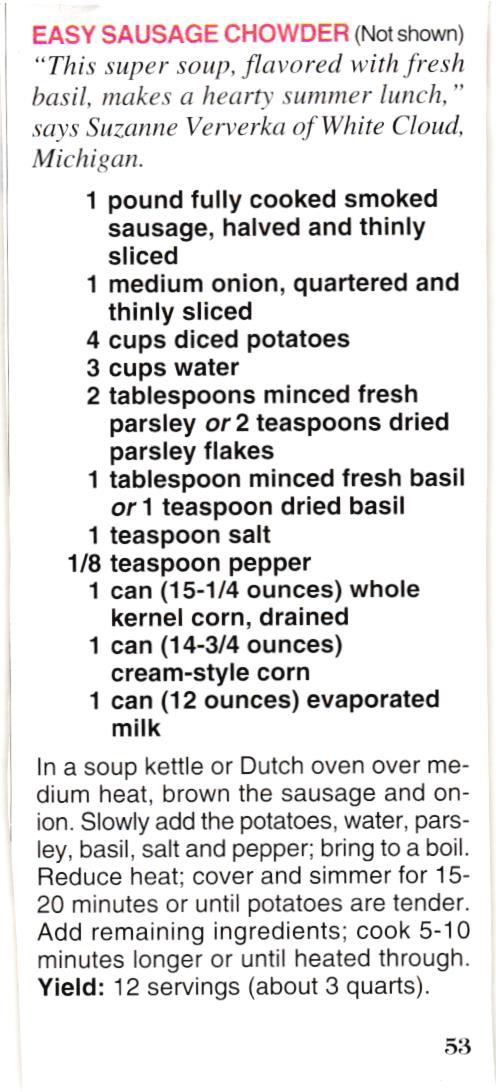 EASY SAUSAGE CHOWDER (Not shown)
"This super soup, flavored with fresh
basil, makes a hearty summer lunch,"
says Suzanne Ververka of White Cloud,
Michigan.
1 pound fully cooked smoked
sausage, halved and thinly
sliced
1 medium onion, quartered and
thinly sliced
4 cups diced potatoes
3 cups water
2 tablespoons minced fresh
parsley or 2 teaspoons dried
parsley flakes
1 tablespoon minced fresh basil
or 1 teaspoon dried basil
1 teaspoon salt
1/8 teaspoon pepper
1 can (15-1/4 ounces) whole
kernel corn, drained
1 can (14-3/4 ounces)
cream-style corn
1 can (12 ounces) evaporated
milk
In a soup kettle or Dutch oven over me-
dium heat, brown the sausage and on-
ion. Slowly add the potatoes, water, pars-
ley, basil, salt and pepper; bring to a boil.
Reduce heat; cover and simmer for 15-
20 minutes or until potatoes are tender.
Add remaining ingredients; cook 5-10
minutes longer or until heated through.
Yield: 12 servings (about 3 quarts).
53